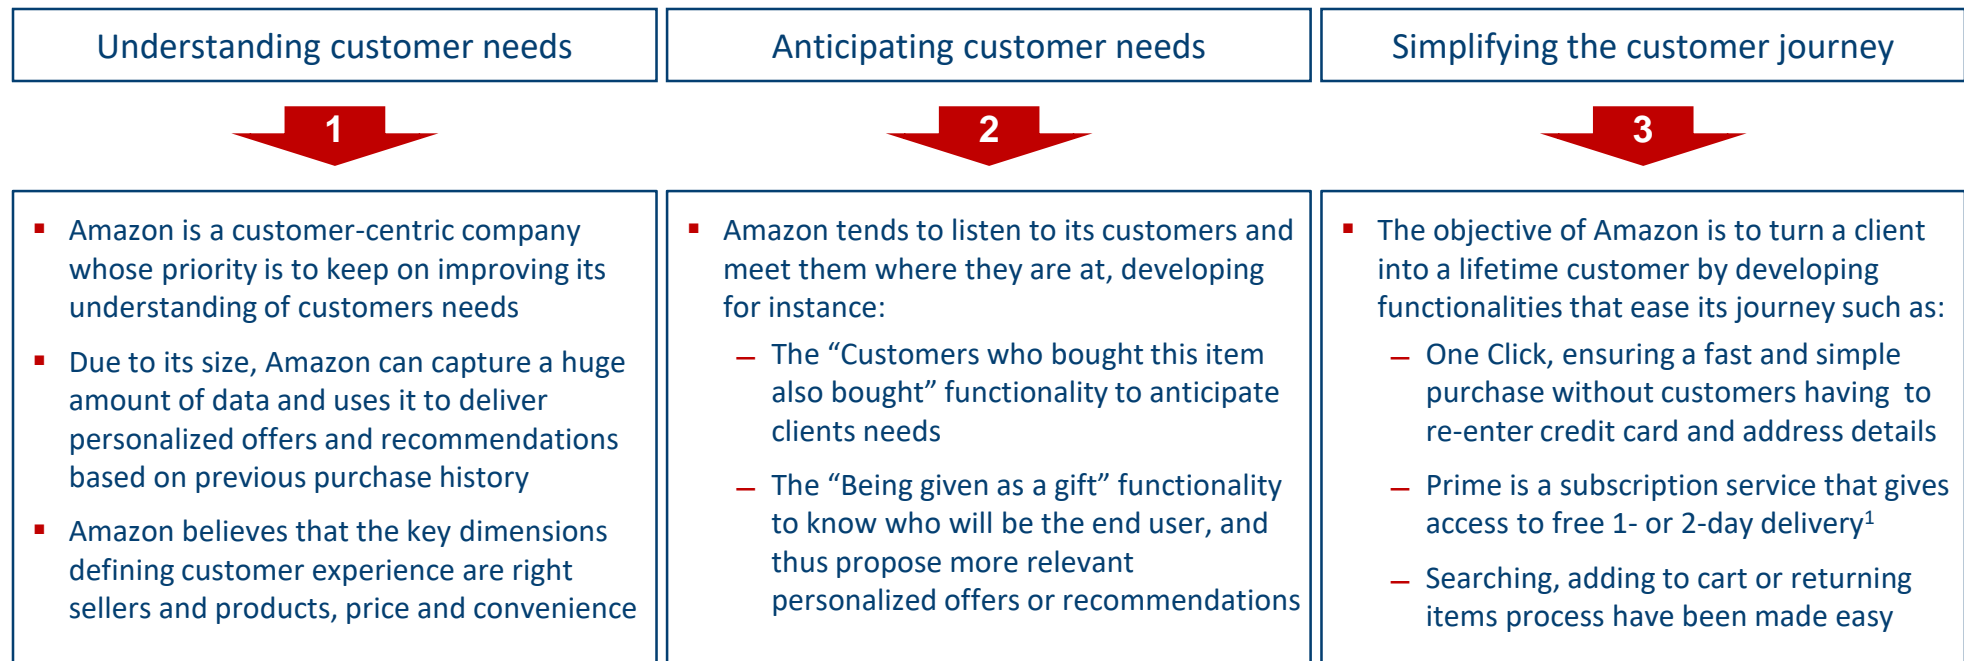 Understanding customer needs
1
▪ Amazon is a customer-centric company
whose priority is to keep on improving its
understanding of customers needs
▪ Due to its size, Amazon can capture a huge
amount of data and uses it to deliver
personalized offers and recommendations
based on previous purchase history
▪ Amazon believes that the key dimensions
defining customer experience are right
sellers and products, price and convenience
Anticipating customer needs
2
▪ Amazon tends to listen to its customers and
meet them where they are at, developing
for instance:
– The “Customers who bought this item
also bought” functionality to anticipate
clients needs
– The “Being given as a gift” functionality
to know who will be the end user, and
thus propose more relevant
personalized offers or recommendations
Simplifying the customer journey
3
▪ The objective of Amazon is to turn a client
into a lifetime customer by developing
functionalities that ease its journey such as:
– One Click, ensuring a fast and simple
purchase without customers having to
re-enter credit card and address details
– Prime is a subscription service that gives
access to free 1- or 2-day delivery¹
– Searching, adding to cart or returning
items process have been made easy